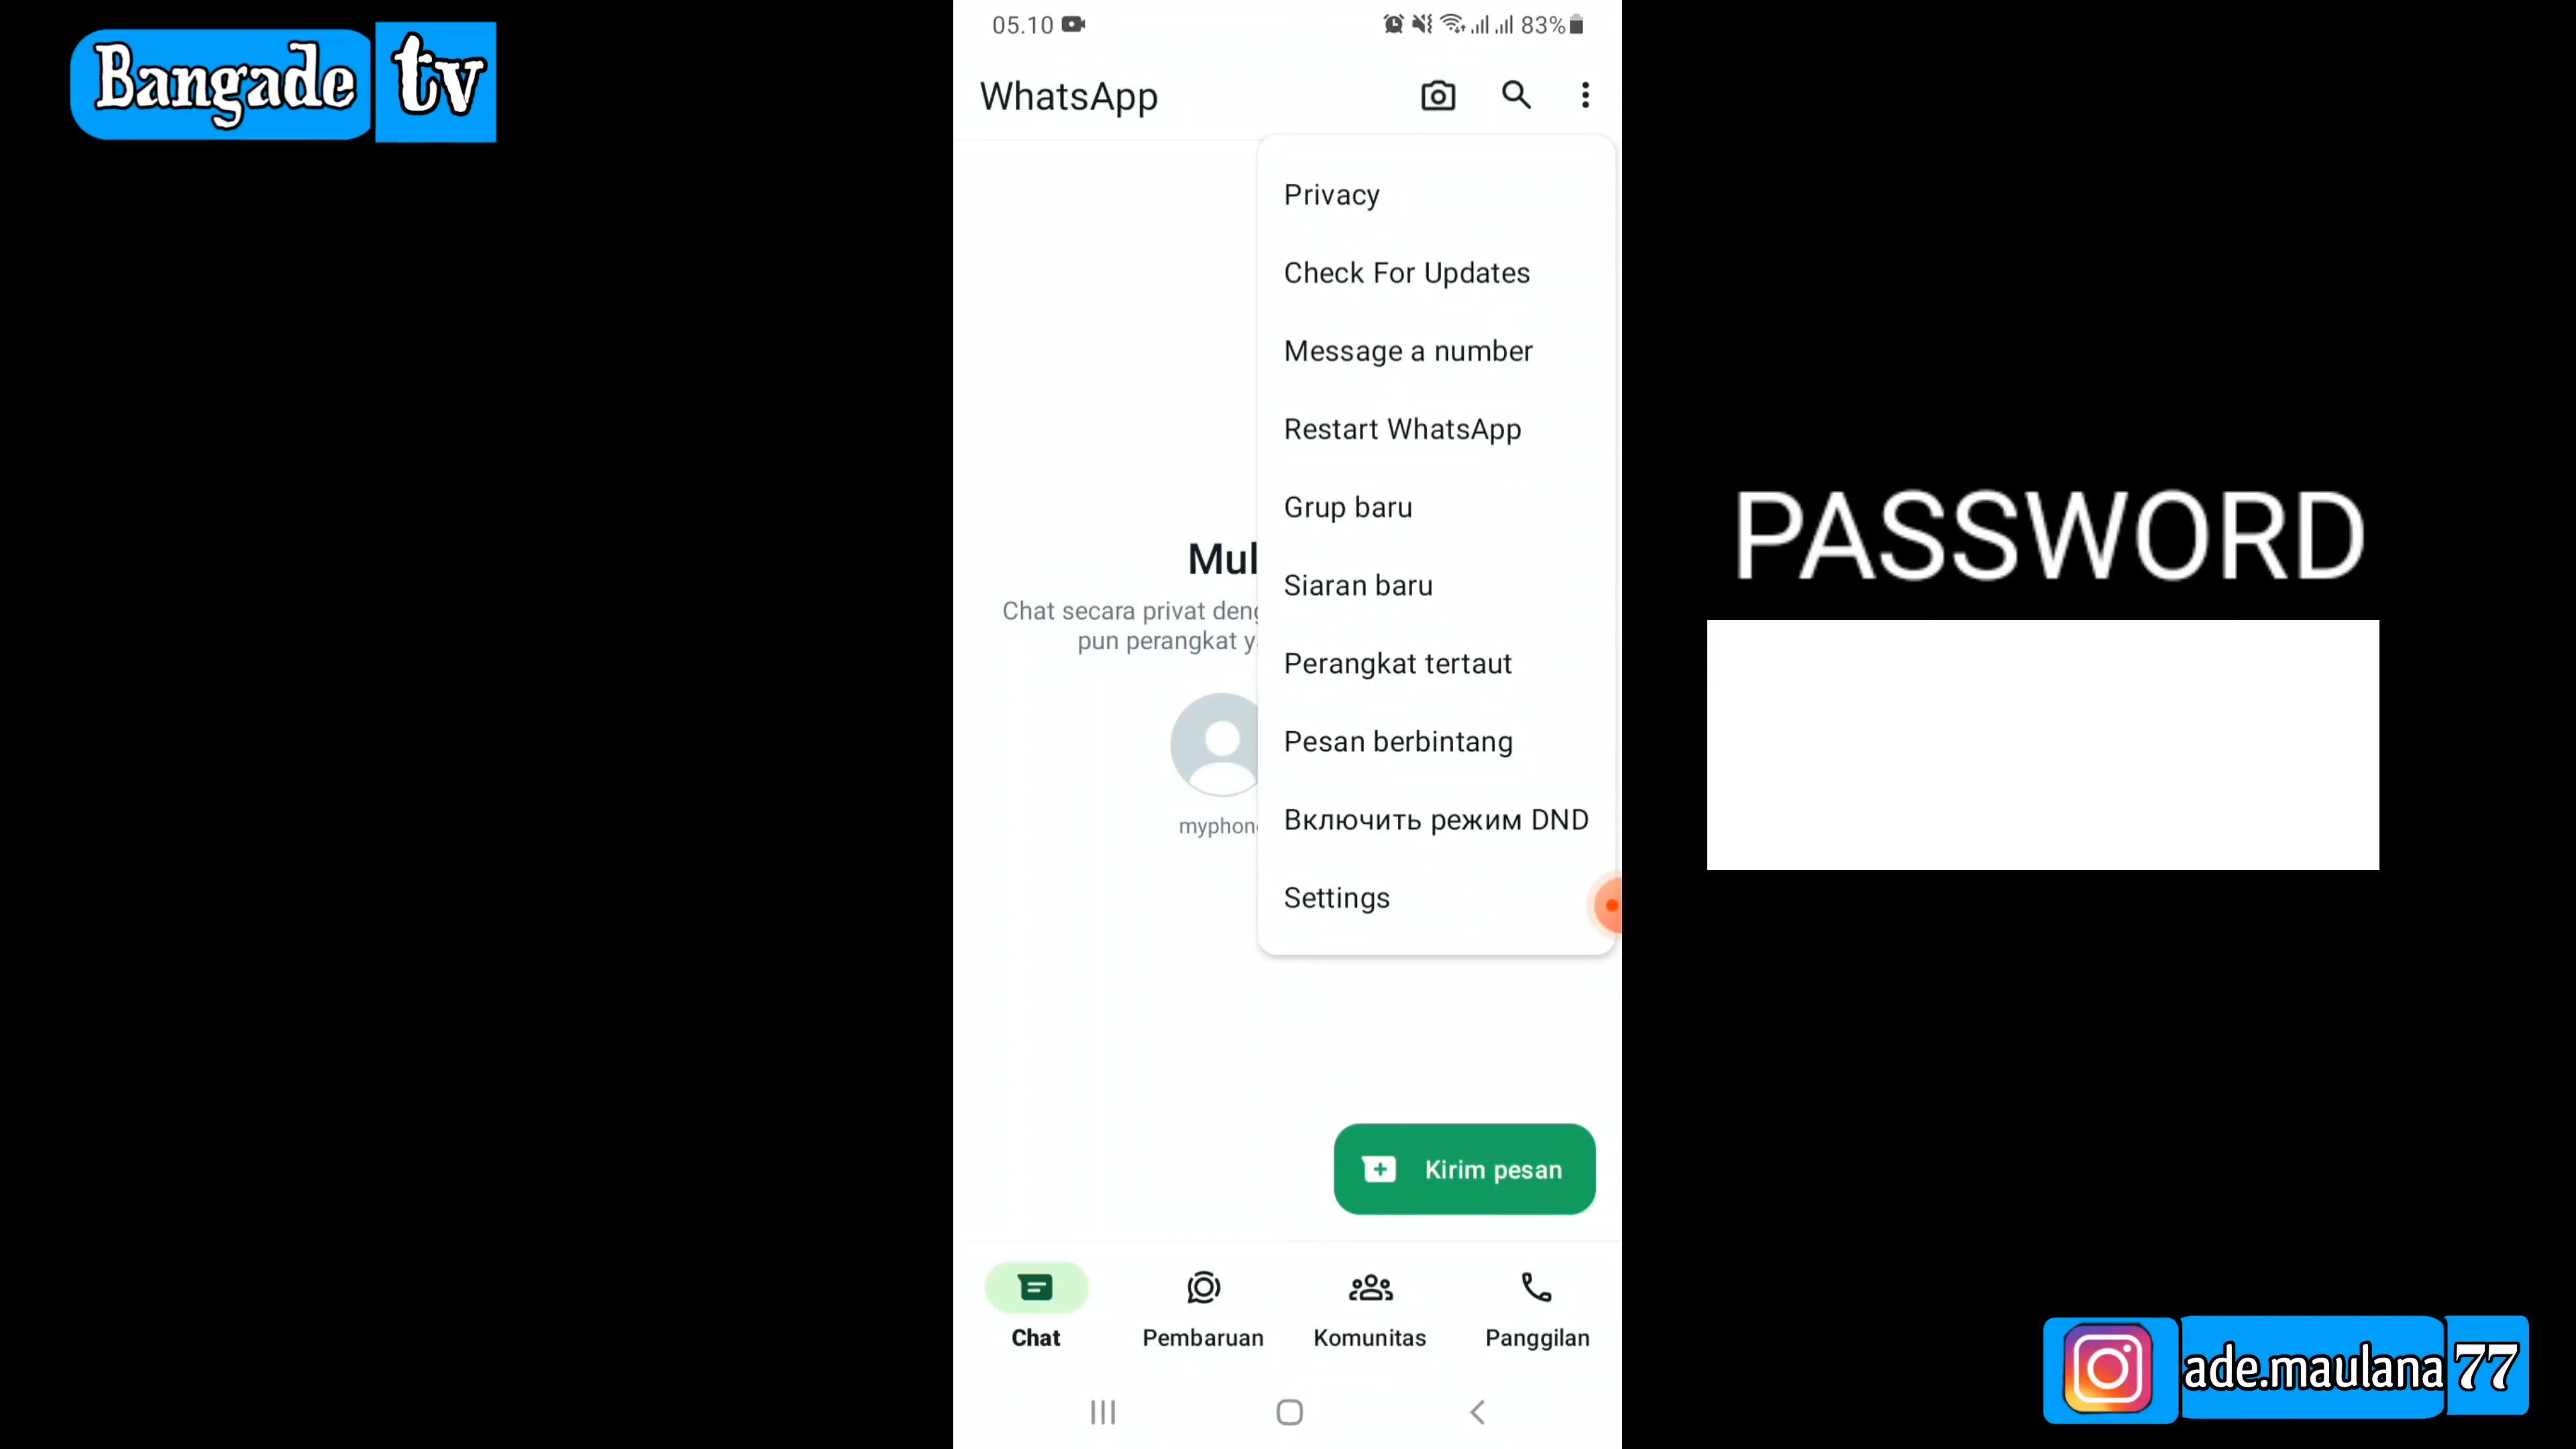 Bangade tv
05.10
83%
WhatsApp
Privacy
Check For Updates
Message a number
Restart WhatsApp
Grup baru
Siaran baru
Perangkat tertaut
Pesan berbintang
Включить режим DND
Settings
Mul
Chat secara privat deng
pun perangkat y
myphon
Kirim pesan
Chat
Pembaruan
Komunitas
Panggilan
PASSWORD
ade.maulana 77